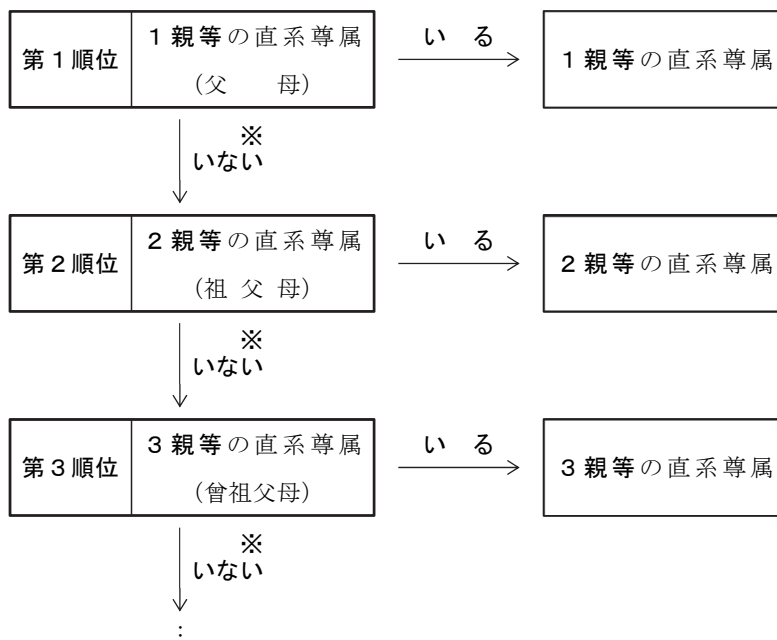 第1順位
1親等の直系尊属
(父 母)
い る
1親等の直系尊属
※
いない
第2順位
2親等の直系尊属
(祖父母)
い る
2親等の直系尊属
※
いない
第3順位
3親等の直系尊属
(曾祖父母)
い る
3親等の直系尊属
※
いない
: